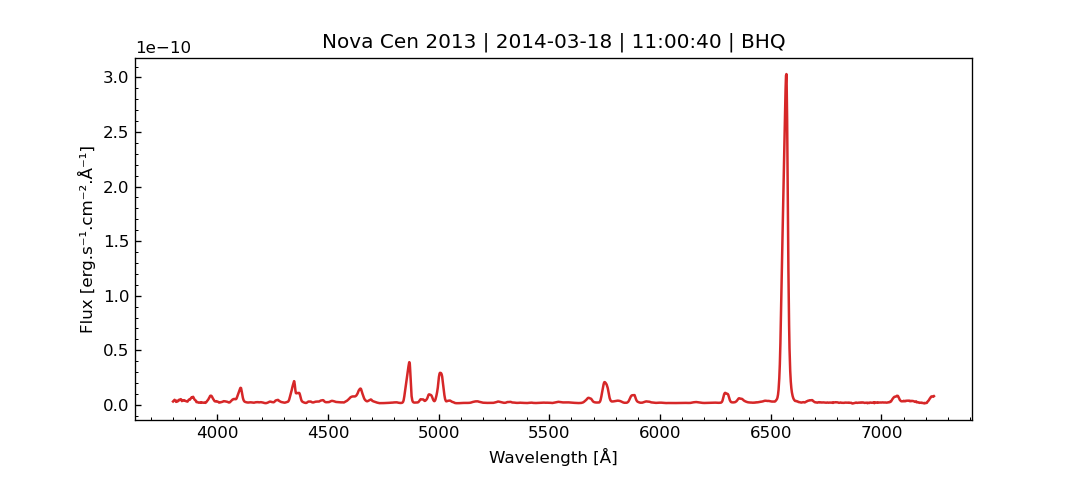 Nova Cen 2013 | 2014-03-18 | 11:00:40 | BHQ
1e−10
3.0
2.5
2.0
1.5
1.0
0.5
0.0
Flux [erg.s⁻¹.cm⁻².Å⁻¹]
4000 4500 5000 5500 6000 6500 7000
Wavelength [Å]